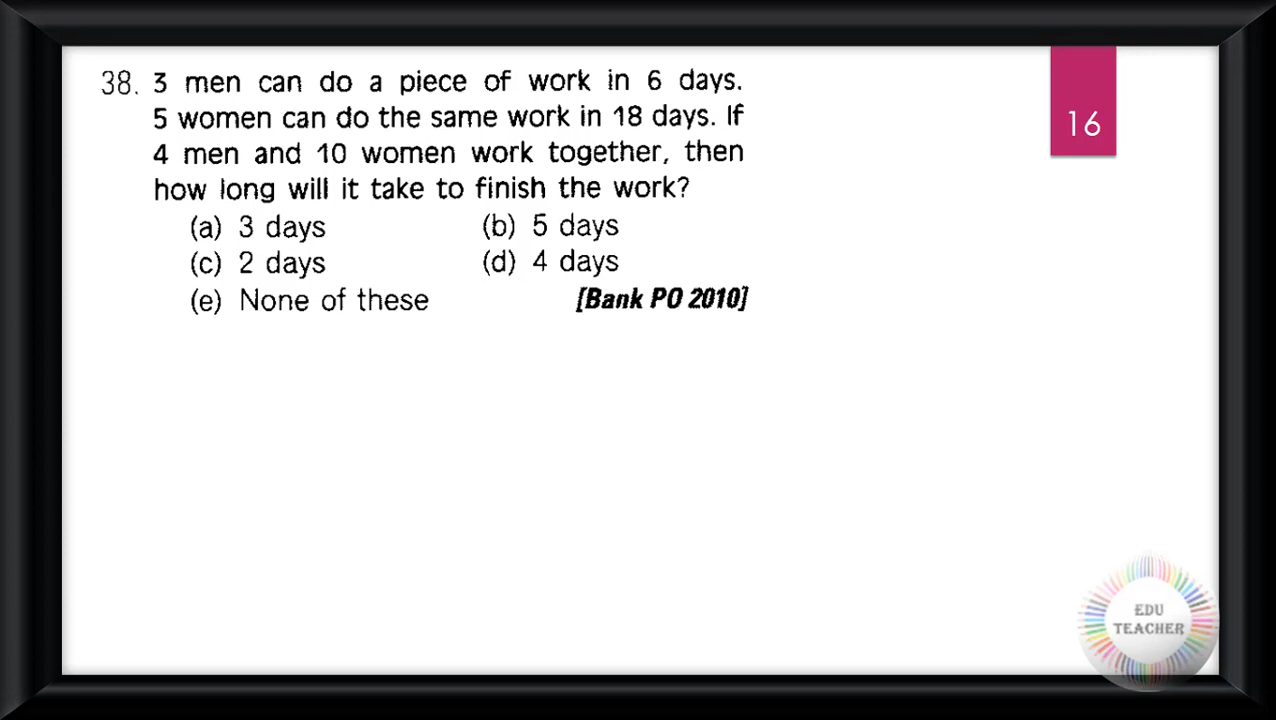 38. 3 men can do a piece of work in 6 days.
5 women can do the same work in 18 days. If
4 men and 10 women work together, then
how long will it take to finish the work?
(a) 3 days (b) 5 days
(c) 2 days (d) 4 days
(e) None of these [Bank PO 2010]
16
EDU
TEACHER